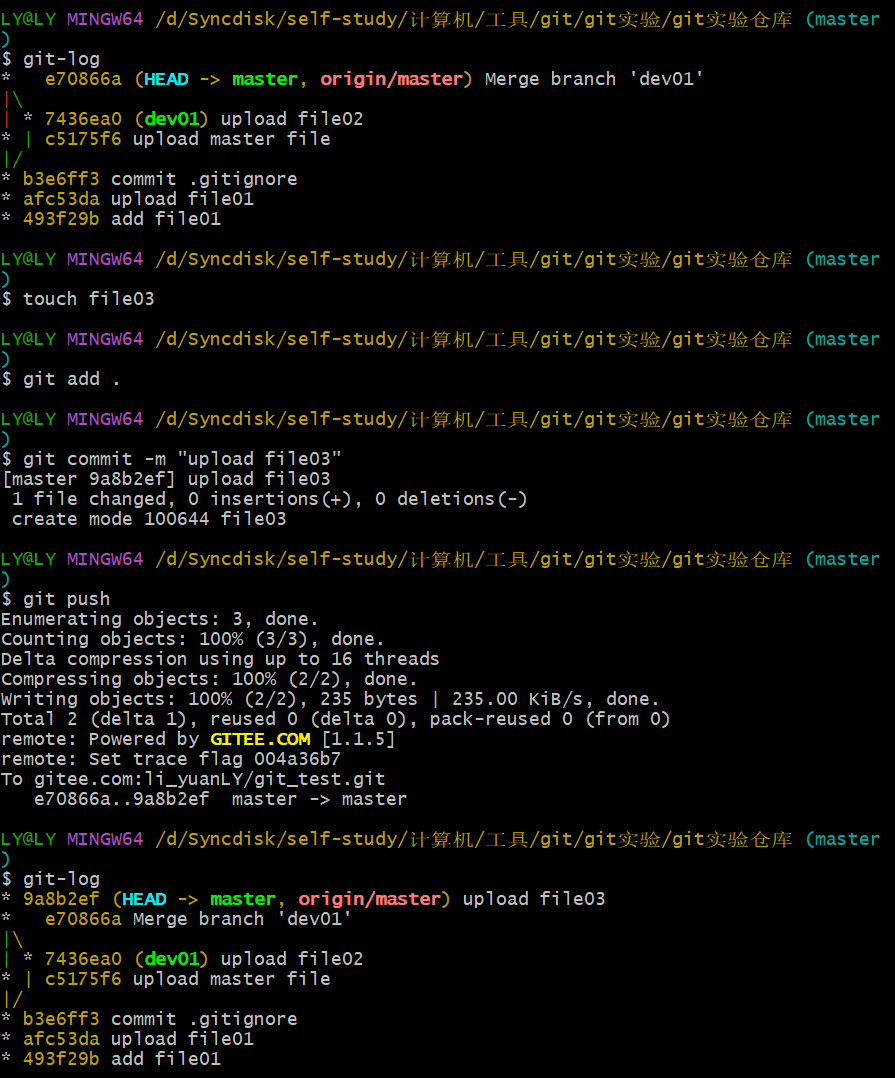 LY@LY MINGW64 /d/Syncdisk/self-study/计算机/工具/git/git实验/git实验仓库 (master
)
$ git-log
*   e70866a (HEAD -> master, origin/master) Merge branch 'dev01'
|\
| * 7436ea0 (dev01) upload file02
* | c5175f6 upload master file
|/
* b3e6ff3 commit .gitignore
* afc53da upload file01
* 493f29b add file01

LY@LY MINGW64 /d/Syncdisk/self-study/计算机/工具/git/git实验/git实验仓库 (master
)
$ touch file03

LY@LY MINGW64 /d/Syncdisk/self-study/计算机/工具/git/git实验/git实验仓库 (master
)
$ git add .

LY@LY MINGW64 /d/Syncdisk/self-study/计算机/工具/git/git实验/git实验仓库 (master
)
$ git commit -m "upload file03"
[master 9a8b2ef] upload file03
 1 file changed, 0 insertions(+), 0 deletions(-)
 create mode 100644 file03

LY@LY MINGW64 /d/Syncdisk/self-study/计算机/工具/git/git实验/git实验仓库 (master
)
$ git push
Enumerating objects: 3, done.
Counting objects: 100% (3/3), done.
Delta compression using up to 16 threads
Compressing objects: 100% (2/2), done.
Writing objects: 100% (2/2), 235 bytes | 235.00 KiB/s, done.
Total 2 (delta 1), reused 0 (delta 0), pack-reused 0 (from 0)
remote: Powered by GITEE.COM [1.1.5]
remote: Set trace flag 004a36b7
To gitee.com:li_yuanLY/git_test.git
   e70866a..9a8b2ef  master -> master

LY@LY MINGW64 /d/Syncdisk/self-study/计算机/工具/git/git实验/git实验仓库 (master
)
$ git-log
* 9a8b2ef (HEAD -> master, origin/master) upload file03
*   e70866a Merge branch 'dev01'
|\
| * 7436ea0 (dev01) upload file02
* | c5175f6 upload master file
|/
* b3e6ff3 commit .gitignore
* afc53da upload file01
* 493f29b add file01